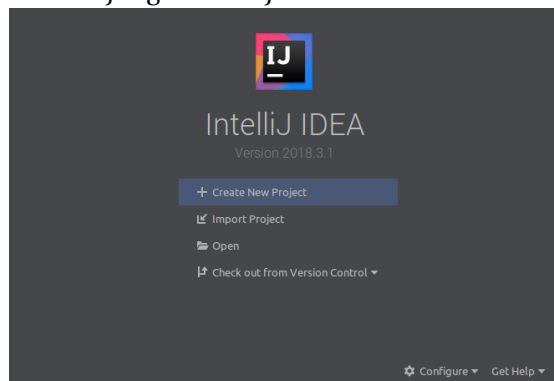 IJ
IntelliJ IDEA
Version 2018.3.1
Create New Project
Import Project
Open
Check out from Version Control
Configure Get Help